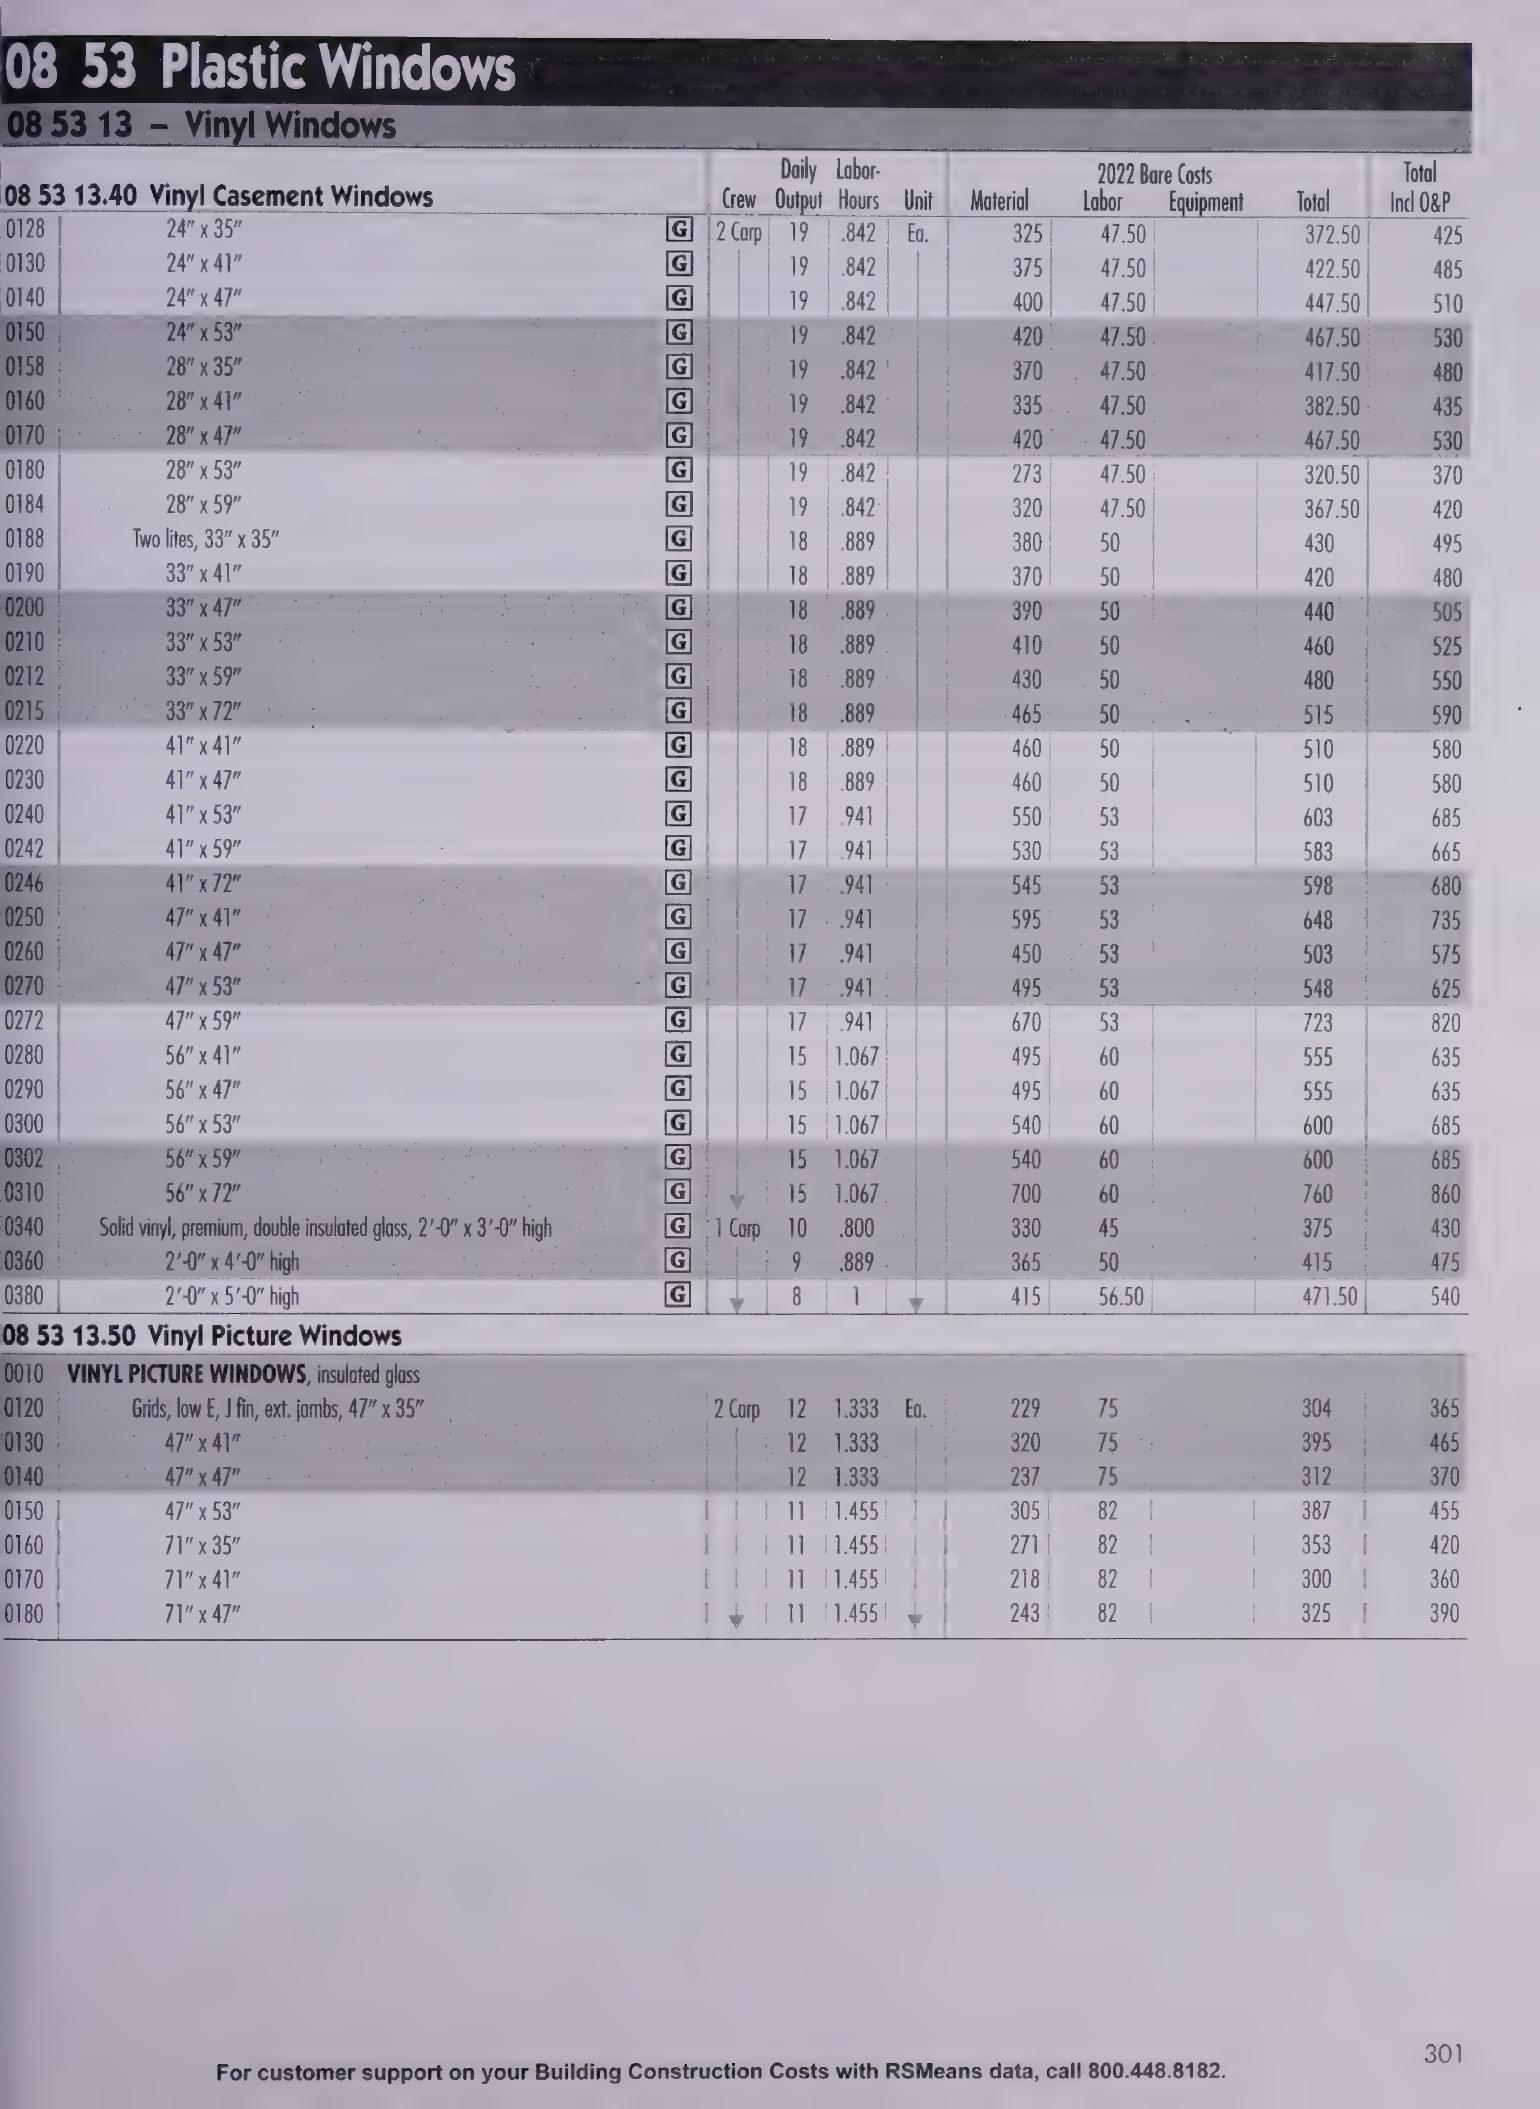 08 53 Plastic Windows
08 53 13 – Vinyl Windows
08 53 13.40 Vinyl Casement Windows Crew Daily Output Labor-Hours Unit Material 2022 Bare Costs Labor Equipment Total Total Incl O&P
0128 24" x 35" G 2 Carp 19 .842 Ea. 325 47.50 372.50 425
0130 24" x 41" G 19 .842 375 47.50 422.50 485
0140 24" x 47" G 19 .842 400 47.50 447.50 510
0150 24" x 53" G 19 .842 420 47.50 467.50 530
0158 28" x 35" G 19 .842 370 47.50 417.50 480
0160 28" x 41" G 19 .842 335 47.50 382.50 435
0170 28" x 47" G 19 .842 420 47.50 467.50 530
0180 28" x 53" G 19 .842 273 47.50 320.50 370
0184 28" x 59" G 19 .842 320 47.50 367.50 420
0188 Two lites, 33" x 35" G 18 .889 380 50 430 495
0190 33" x 41" G 18 .889 370 50 420 480
0200 33" x 47" G 18 .889 390 50 440 505
0210 33" x 53" G 18 .889 410 50 460 525
0212 33" x 59" G 18 .889 430 50 480 550
0215 33" x 72" G 18 .889 465 50 515 590
0220 41" x 41" G 18 .889 460 50 510 580
0230 41" x 47" G 18 .889 460 50 510 580
0240 41" x 53" G 17 .941 550 53 603 685
0242 41" x 59" G 17 .941 530 53 583 665
0246 41" x 72" G 17 .941 545 53 598 680
0250 47" x 41" G 17 .941 595 53 648 735
0260 47" x 47" G 17 .941 450 53 503 575
0270 47" x 53" G 17 .941 495 53 548 625
0272 47" x 59" G 17 .941 670 53 723 820
0280 56" x 41" G 15 1.067 495 60 555 635
0290 56" x 47" G 15 1.067 495 60 555 635
0300 56" x 53" G 15 1.067 540 60 600 685
0302 56" x 59" G 15 1.067 540 60 600 685
0310 56" x 72" G 15 1.067 700 60 760 860
0340 Solid vinyl, premium, double insulated glass, 2'-0" x 3'-0" high G 1 Carp 10 .800 330 45 375 430
0360 2'-0" x 4'-0" high G 9 .889 365 50 415 475
0380 2'-0" x 5'-0" high G 8 1 415 56.50 471.50 540
08 53 13.50 Vinyl Picture Windows
0010 VINYL PICTURE WINDOWS, insulated glass
0120 Grids, low E, J fin, ext. jambs, 47" x 35" 2 Carp 12 1.333 Ea. 229 75 304 365
0130 47" x 41" 12 1.333 320 75 395 465
0140 47" x 47" 12 1.333 237 75 312 370
0150 47" x 53" 11 1.455 305 82 387 455
0160 71" x 35" 11 1.455 271 82 353 420
0170 71" x 41" 11 1.455 218 82 300 360
0180 71" x 47" 11 1.455 243 82 325 390
For customer support on your Building Construction Costs with RSMeans data, call 800.448.8182.
301